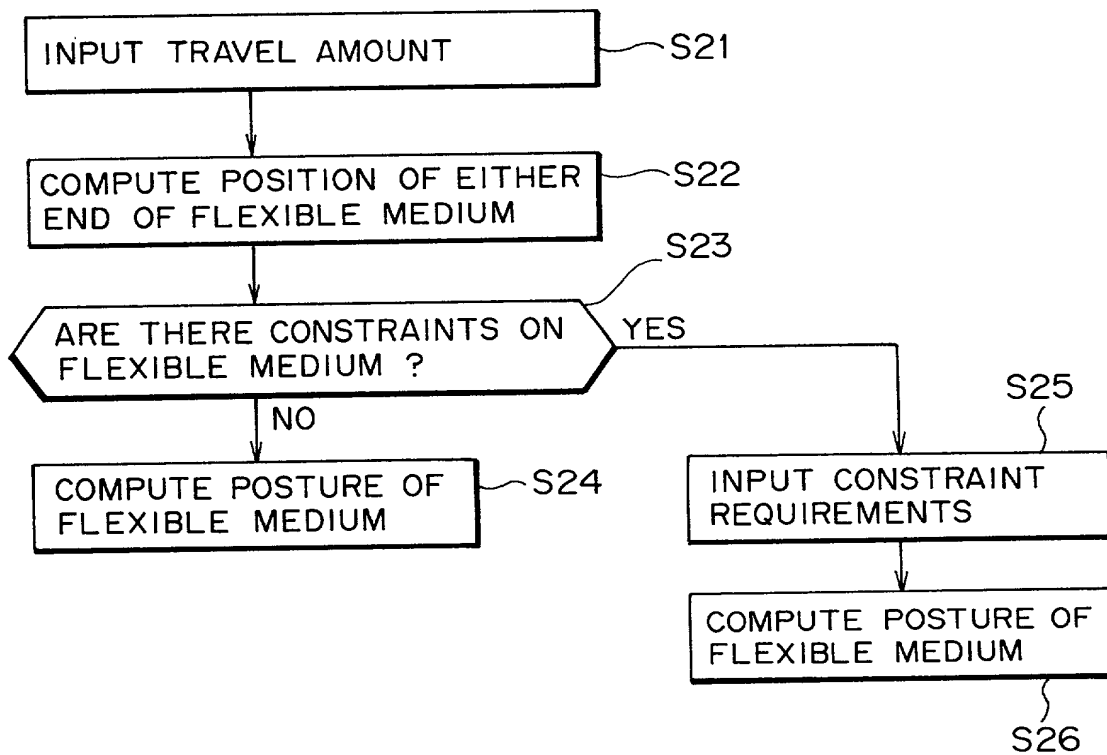 INPUT TRAVEL AMOUNT
S21
COMPUTE POSITION OF EITHER
END OF FLEXIBLE MEDIUM
S22
S23
ARE THERE CONSTRAINTS ON
FLEXIBLE MEDIUM ?
YES
NO
S25
COMPUTE POSTURE OF
FLEXIBLE MEDIUM
S24
INPUT CONSTRAINT
REQUIREMENTS
COMPUTE POSTURE OF
FLEXIBLE MEDIUM
S26